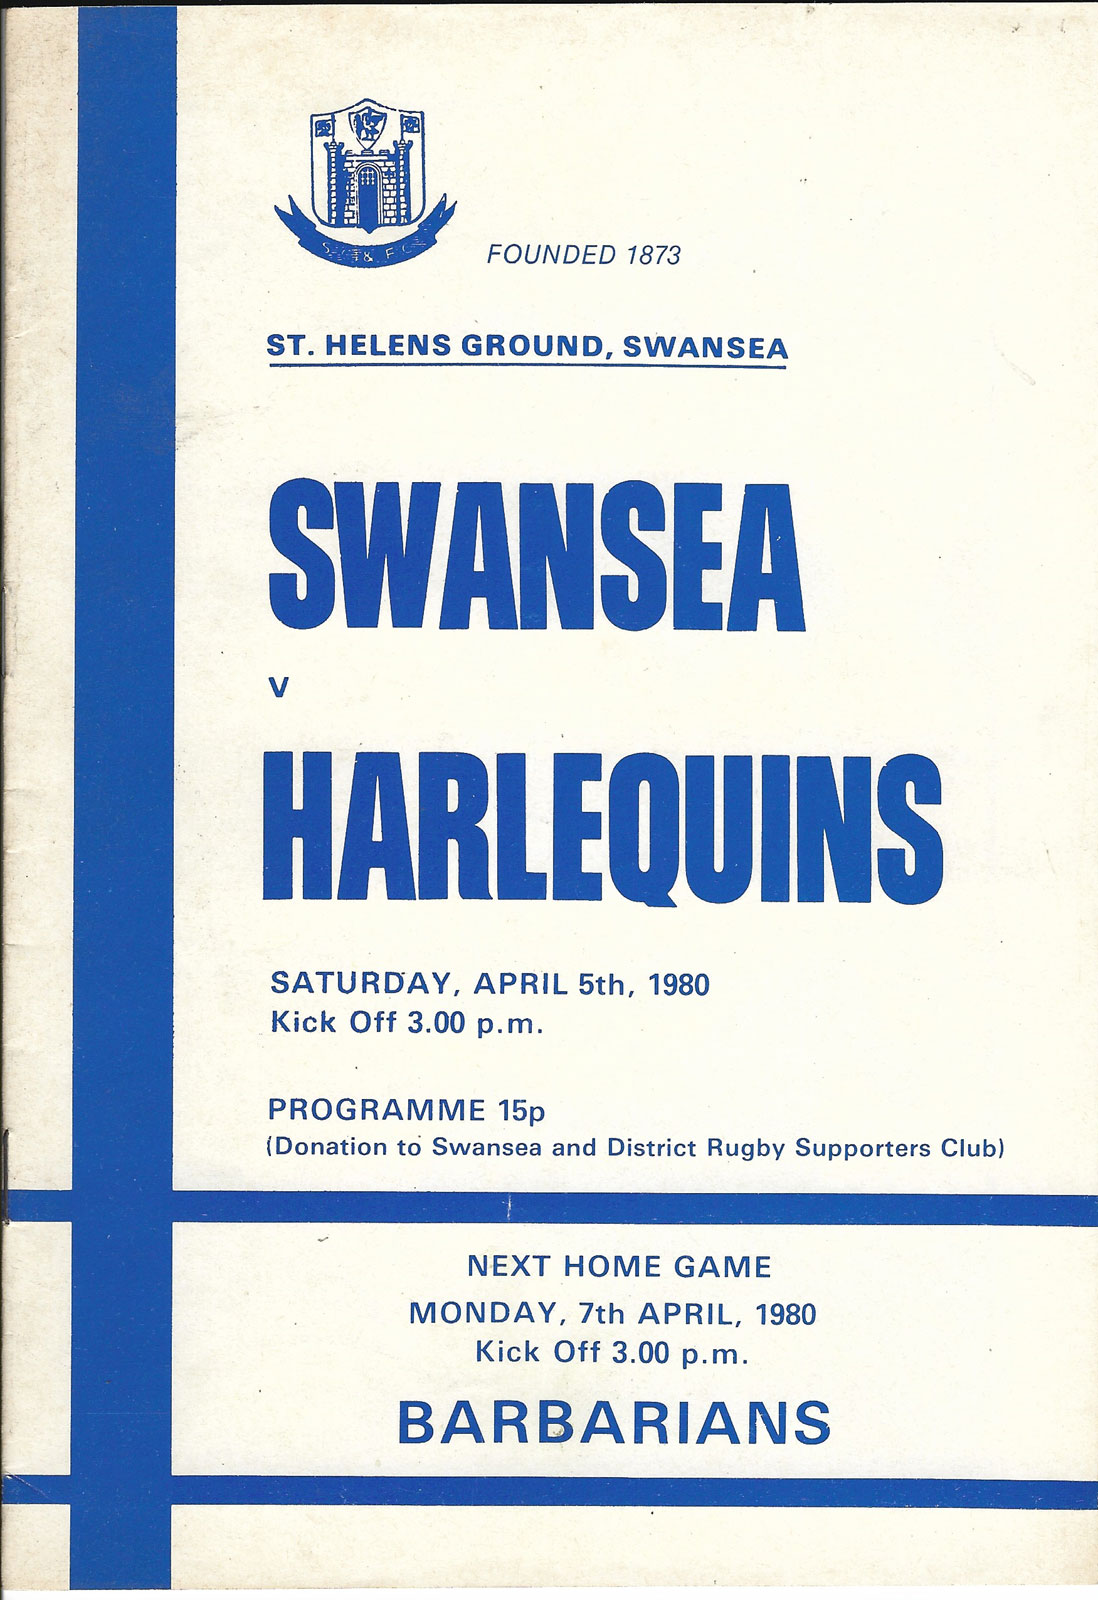 S. C. & F. C.
FOUNDED 1873
ST. HELENS GROUND, SWANSEA
SWANSEA
v
HARLEQUINS
SATURDAY, APRIL 5th, 1980
Kick Off 3.00 p.m.
PROGRAMME 15p
(Donation to Swansea and District Rugby Supporters Club)
NEXT HOME GAME
MONDAY, 7th APRIL, 1980
Kick Off 3.00 p.m.
BARBARIANS